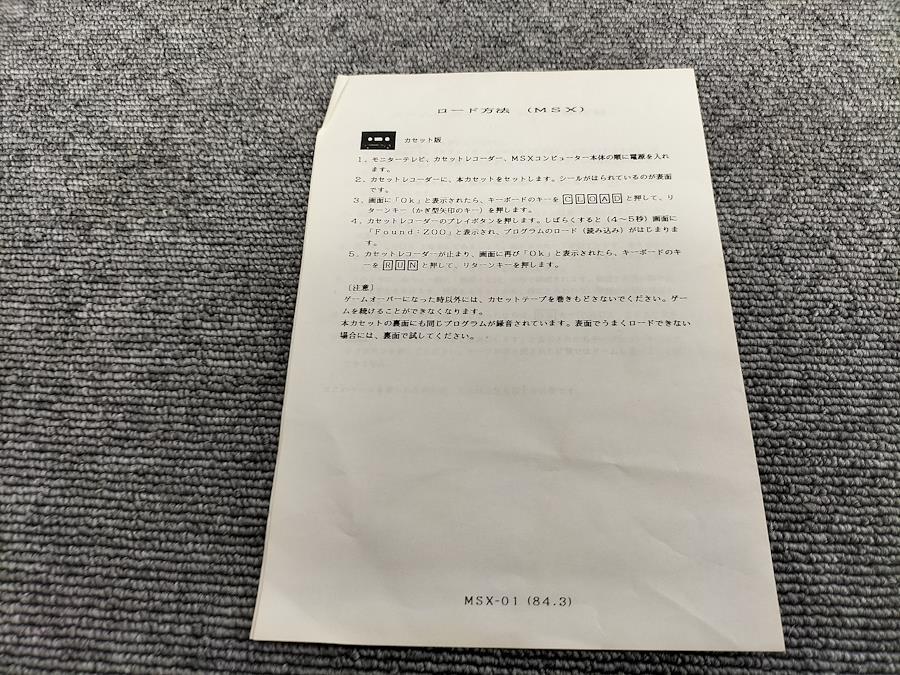 ロード方法 （ＭＳＸ）
カセット版
１．モニターテレビ、カセットレコーダー、ＭＳＸコンピューター本体の順に電源を入れ
ます。
２．カセットレコーダーに、本カセットをセットします。シールがはられているのが表面
です。
３．画面に「Ｏｋ」と表示されたら、キーボードのキーをＣＬＯＡＤと押して、リ
ターンキー（かぎ型矢印のキー）を押します。
４．カセットレコーダーのプレイボタンを押します。しばらくすると（４～５秒）画面に
「Ｆｏｕｎｄ：ＺＯＯ」と表示され、プログラムのロード（読み込み）がはじまりま
す。
５．カセットレコーダーが止まり、画面に再び「Ｏｋ」と表示されたら、キーボードのキ
ーをＲＵＮと押して、リターンキーを押します。
〔注意〕
ゲームオーバーになった時以外には、カセットテープを巻きもどさないでください。ゲー
ムを続けることができなくなります。
本カセットの裏面にも同じプログラムが録音されています。表面でうまくロードできない
場合には、裏面で試してください。
MSX-01 (84.3)